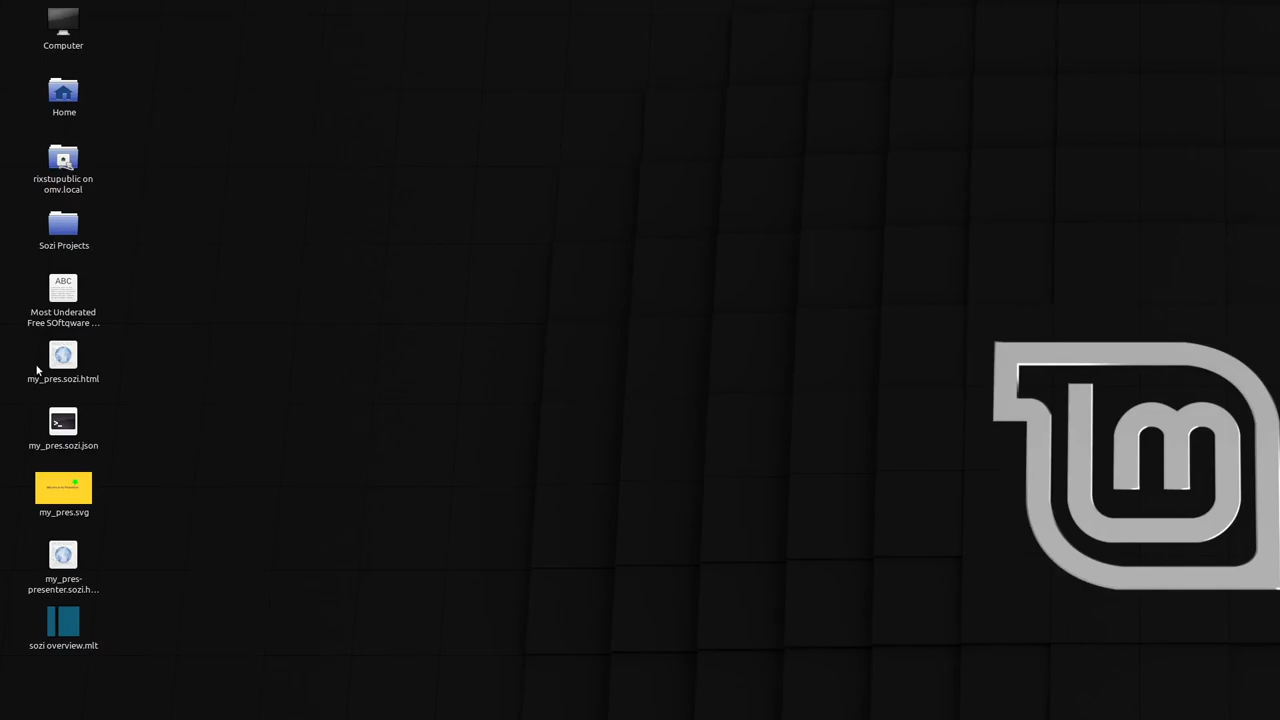 Computer
Home
rixstupublic on
omv.local
Sozi Projects
ABC
Most Underated
Free SOftqware ...
my_pres.sozi.html
my_pres.sozi.json
my_pres.svg
my_pres-
presenter.sozi.h...
sozi overview.mlt